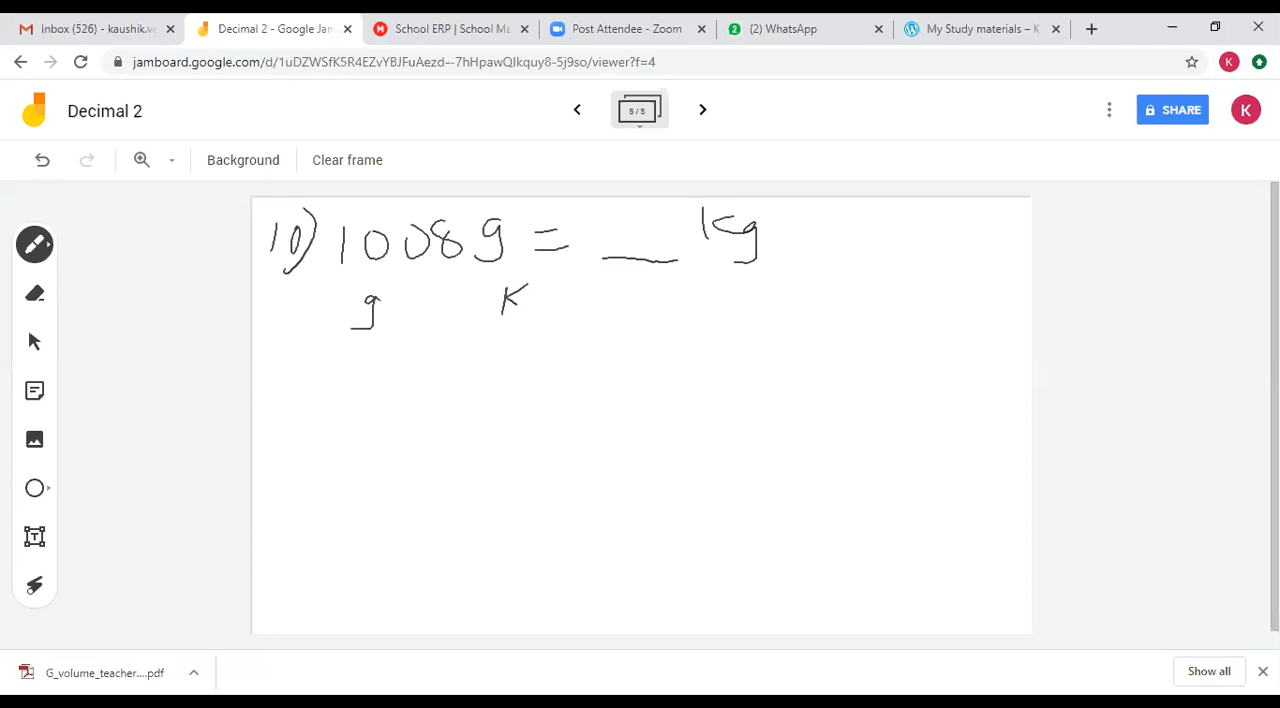 Inbox (526) - kaushik.ve
Decimal 2 - Google Jam
School ERP | School Ma
Post Attendee - Zoom
(2) WhatsApp
My Study materials – K
jamboard.google.com/d/1uDZWSfK5R4EZvYBJFuAezd--7hHpawQIkquy8-5j9so/viewer?f=4
K
Decimal 2
5/5
SHARE
K
Background
Clear frame
10) 1008g = __ Kg
g K
G_volume_teacher....pdf
Show all